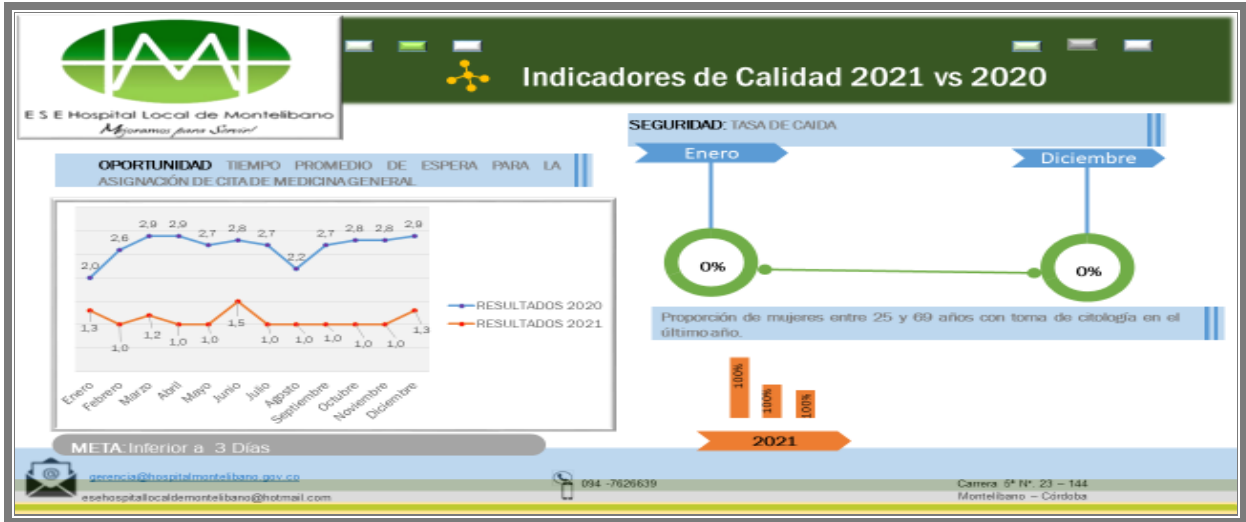 Indicadores de Calidad 2021 vs 2020
E S E Hospital Local de Montelibano
Mejoramos para Servir!
OPORTUNIDAD TIEMPO PROMEDIO DE ESPERA PARA LA
ASIGNACIÓN DE CITA DE MEDICINA GENERAL
2,0
2,6
2,9
2,9
2,7
2,8
2,7
2,2
2,7
2,8
2,8
2,9
1,3
1,0
1,2
1,0
1,0
1,5
1,0
1,0
1,0
1,0
1,0
1,3
Enero
Febrero
Marzo
Abril
Mayo
Junio
Julio
Agosto
Septiembre
Octubre
Noviembre
Diciembre
RESULTADOS 2020
RESULTADOS 2021
META: Inferior a 3 Días
SEGURIDAD: TASA DE CAIDA
Enero
Diciembre
0%
0%
Proporción de mujeres entre 25 y 69 años con toma de citología en el
último año.
100%
100%
100%
2021
gerencia@hospitalmontelibano.gov.co
esehospitallocaldemontelibano@hotmail.com
094 -7626639
Carrera 5ª N°. 23 – 144
Montelíbano – Córdoba